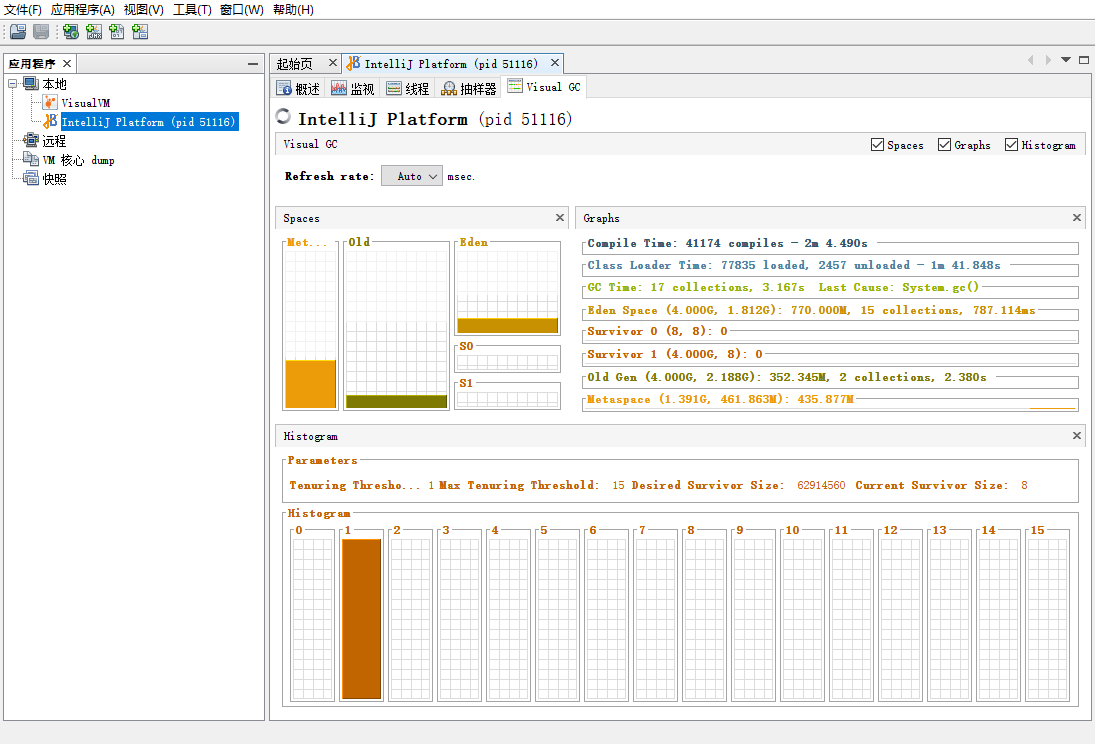 文件(F) 应用程序(A) 视图(V) 工具(T) 窗口(W) 帮助(H)
应用程序
本地
VisualVM
IntelliJ Platform (pid 51116)
远程
VM 核心 dump
快照
起始页 IntelliJ Platform (pid 51116)
概述 监视 线程 抽样器 Visual GC
IntelliJ Platform (pid 51116)
Visual GC Spaces Graphs Histogram
Refresh rate: Auto msec.
Spaces
Met... Old Eden
S0
S1
Graphs
Compile Time: 41174 compiles - 2m 4.490s
Class Loader Time: 77835 loaded, 2457 unloaded - 1m 41.848s
GC Time: 17 collections, 3.167s Last Cause: System.gc()
Eden Space (4.000G, 1.812G): 770.000M, 15 collections, 787.114ms
Survivor 0 (8, 8): 0
Survivor 1 (4.000G, 8): 0
Old Gen (4.000G, 2.188G): 352.345M, 2 collections, 2.380s
Metaspace (1.391G, 461.863M): 435.877M
Histogram
Parameters
Tenuring Thresho... 1 Max Tenuring Threshold: 15 Desired Survivor Size: 62914560 Current Survivor Size: 8
Histogram
0 1 2 3 4 5 6 7 8 9 10 11 12 13 14 15